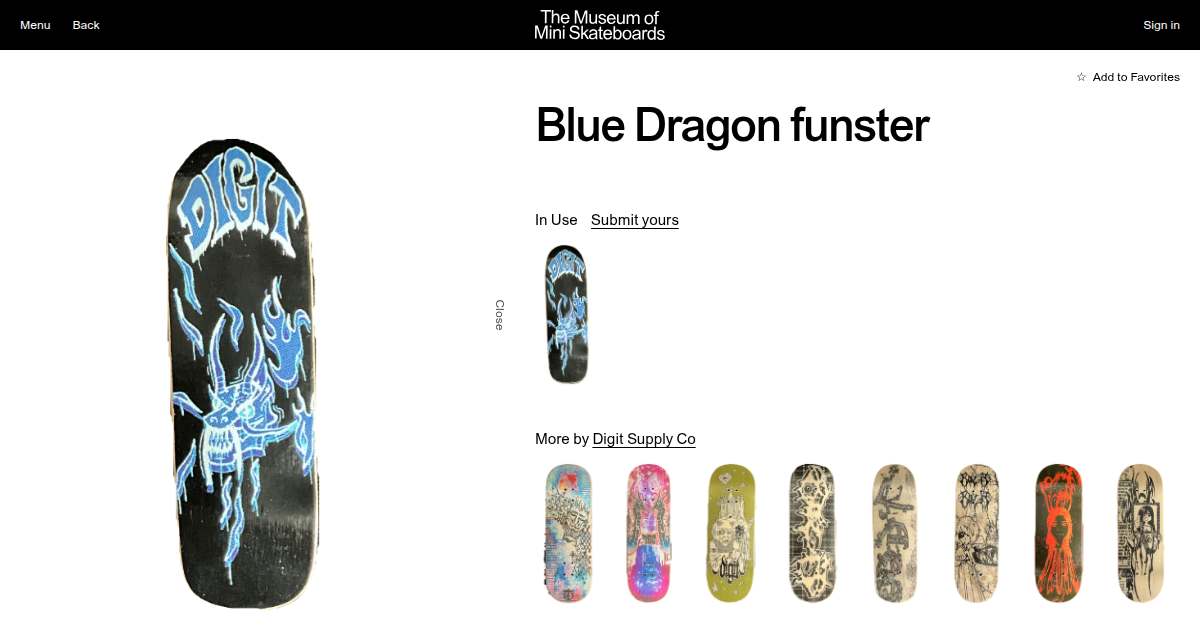 Menu
Back
The Museum of
Mini Skateboards
Sign in
☆ Add to Favorites
Blue Dragon funster
DIGIT
Close
In Use
Submit yours
DIGIT
More by Digit Supply Co